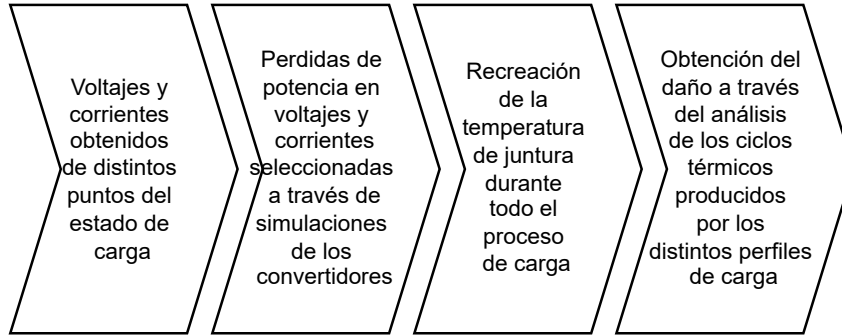 Voltajes y
corrientes
obtenidos
de distintos
puntos del
estado de
carga
Perdidas de
potencia en
voltajes y
corrientes
seleccionadas
a través de
simulaciones
de los
convertidores
Recreación
de la
temperatura
de juntura
durante
todo el
proceso
de carga
Obtención del
daño a través
del análisis
de los ciclos
térmicos
producidos
por los
distintos perfiles
de carga